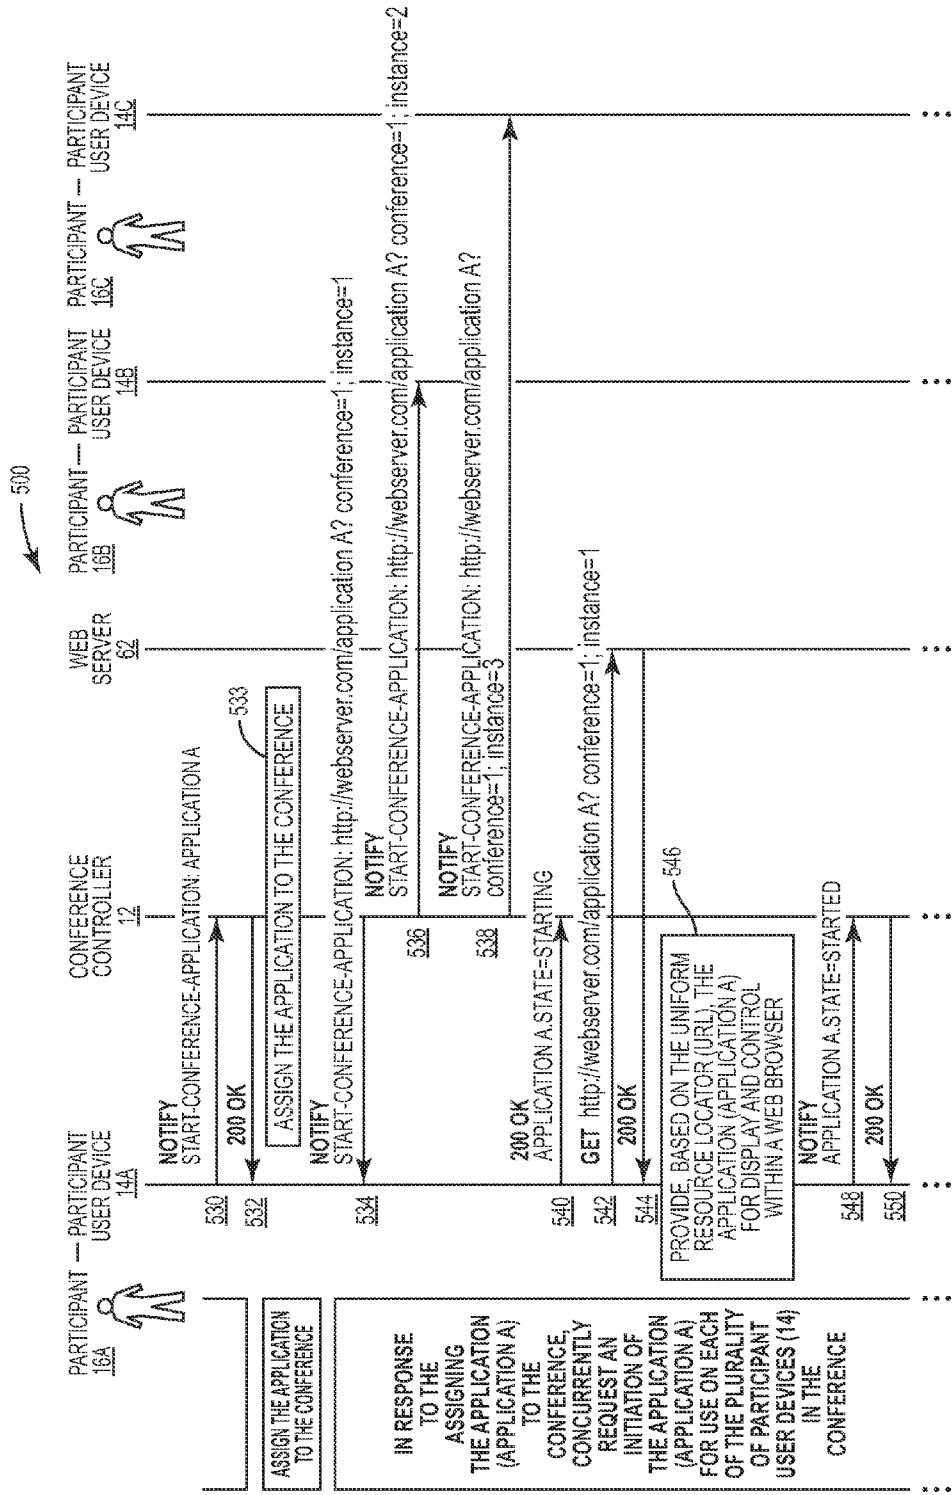 500
PARTICIPANT — PARTICIPANT
16A
USER DEVICE
14A
CONFERENCE
CONTROLLER
12
WEB
SERVER
62
PARTICIPANT — PARTICIPANT
16B
USER DEVICE
14B
PARTICIPANT — PARTICIPANT
16C
USER DEVICE
14C
NOTIFY
START-CONFERENCE-APPLICATION: APPLICATION A
530
200 OK
532
ASSIGN THE APPLICATION
TO THE CONFERENCE
ASSIGN THE APPLICATION TO THE CONFERENCE
533
IN RESPONSE
TO THE
ASSIGNING
THE APPLICATION
(APPLICATION A)
TO THE
CONFERENCE,
CONCURRENTLY
REQUEST AN
INITIATION OF
THE APPLICATION
(APPLICATION A)
FOR USE ON EACH
OF THE PLURALITY
OF PARTICIPANT
USER DEVICES (14)
IN THE
CONFERENCE
NOTIFY
START-CONFERENCE-APPLICATION: http://webserver.com/application A? conference=1; instance=1
534
NOTIFY
START-CONFERENCE-APPLICATION: http://webserver.com/application A? conference=1; instance=2
536
NOTIFY
START-CONFERENCE-APPLICATION: http://webserver.com/application A?
conference=1; instance=3
538
200 OK
APPLICATION A.STATE=STARTING
540
GET http://webserver.com/application A? conference=1; instance=1
542
200 OK
544
PROVIDE, BASED ON THE UNIFORM
RESOURCE LOCATOR (URL), THE
APPLICATION (APPLICATION A)
FOR DISPLAY AND CONTROL
WITHIN A WEB BROWSER
546
NOTIFY
APPLICATION A.STATE=STARTED
548
200 OK
550